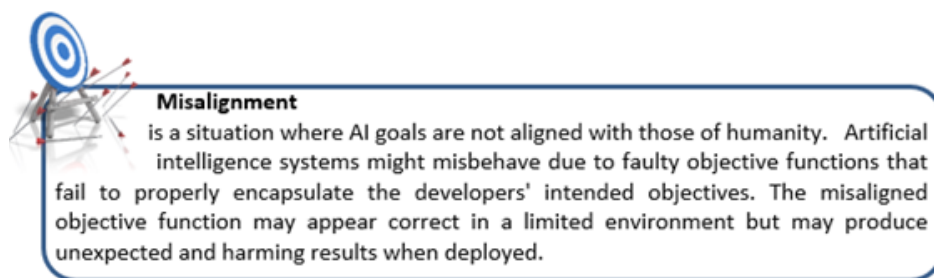 Misalignment
is a situation where AI goals are not aligned with those of humanity. Artificial
intelligence systems might misbehave due to faulty objective functions that
fail to properly encapsulate the developers' intended objectives. The misaligned
objective function may appear correct in a limited environment but may produce
unexpected and harming results when deployed.